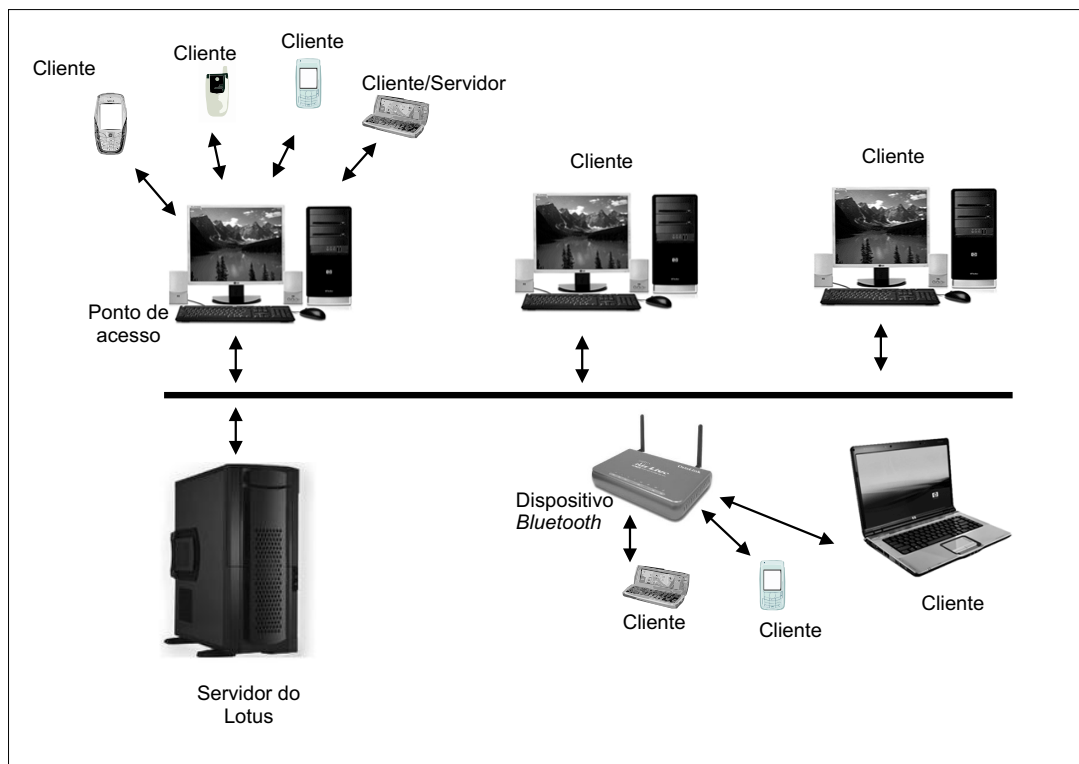 Cliente
Cliente
Cliente
Cliente/Servidor
Cliente
Cliente
Ponto de
acesso
Dispositivo
Bluetooth
Cliente
Cliente
Cliente
Servidor do
Lotus